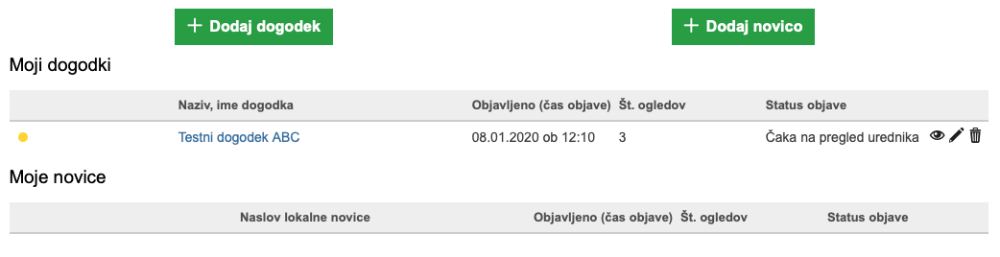 + Dodaj dogodek + Dodaj novico
Moji dogodki
Naziv, ime dogodka Objavljeno (čas objave) Št. ogledov Status objave
Testni dogodek ABC 08.01.2020 ob 12:10 3 Čaka na pregled urednika
Moje novice
Naslov lokalne novice Objavljeno (čas objave) Št. ogledov Status objave